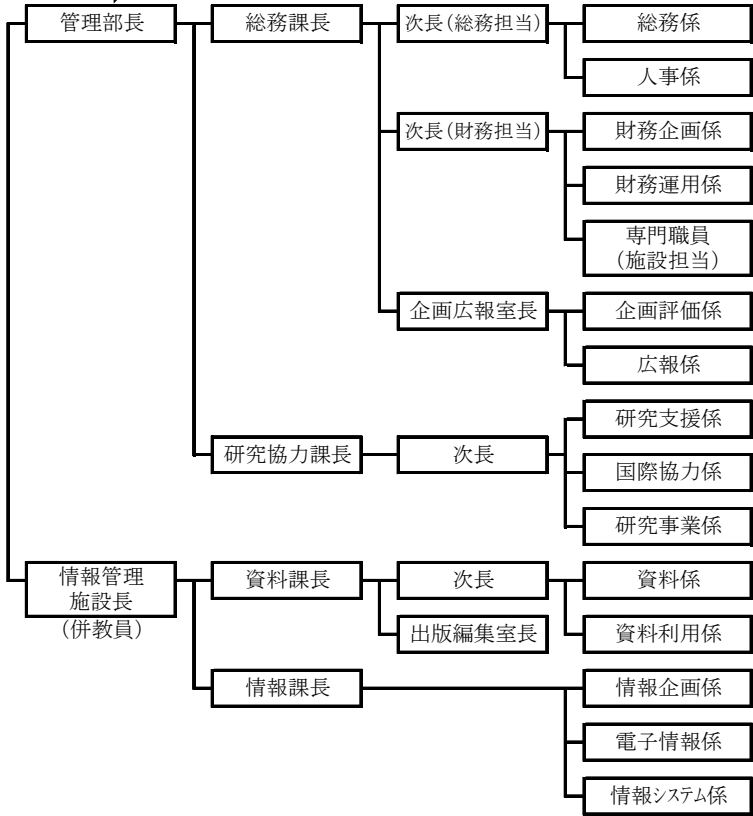 管理部長
総務課長
次長(総務担当)
総務係
人事係
次長(財務担当)
財務企画係
財務運用係
専門職員
(施設担当)
企画広報室長
企画評価係
広報係
研究協力課長
次長
研究支援係
国際協力係
研究事業係
情報管理
施設長
(併教員)
資料課長
次長
資料係
出版編集室長
資料利用係
情報課長
情報企画係
電子情報係
情報システム係